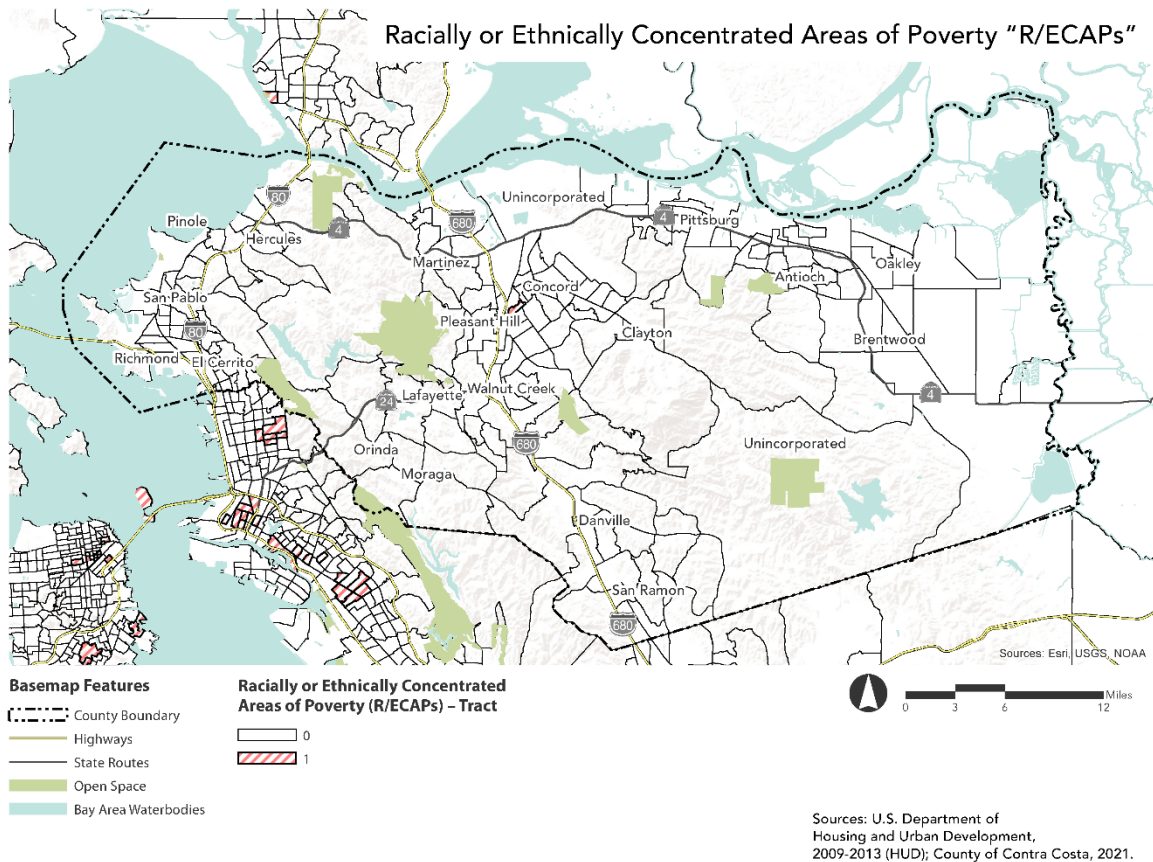 Racially or Ethnically Concentrated Areas of Poverty “R/ECAPs”
80
Unincorporated
Pinole
680
4
Pittsburg
Hercules
4
Martinez
Oakley
Antioch
Concord
San Pablo
80
Pleasant Hill
Clayton
Brentwood
Richmond
El Cerrito
Lafayette
Walnut Creek
24
4
680
Unincorporated
Orinda
Moraga
Danville
San Ramon
680
Sources: Esri, USGS, NOAA
Basemap Features
County Boundary
Highways
State Routes
Open Space
Bay Area Waterbodies
Racially or Ethnically Concentrated
Areas of Poverty (R/ECAPs) – Tract
0
1
Miles
0 3 6 12
Sources: U.S. Department of
Housing and Urban Development,
2009-2013 (HUD); County of Contra Costa, 2021.